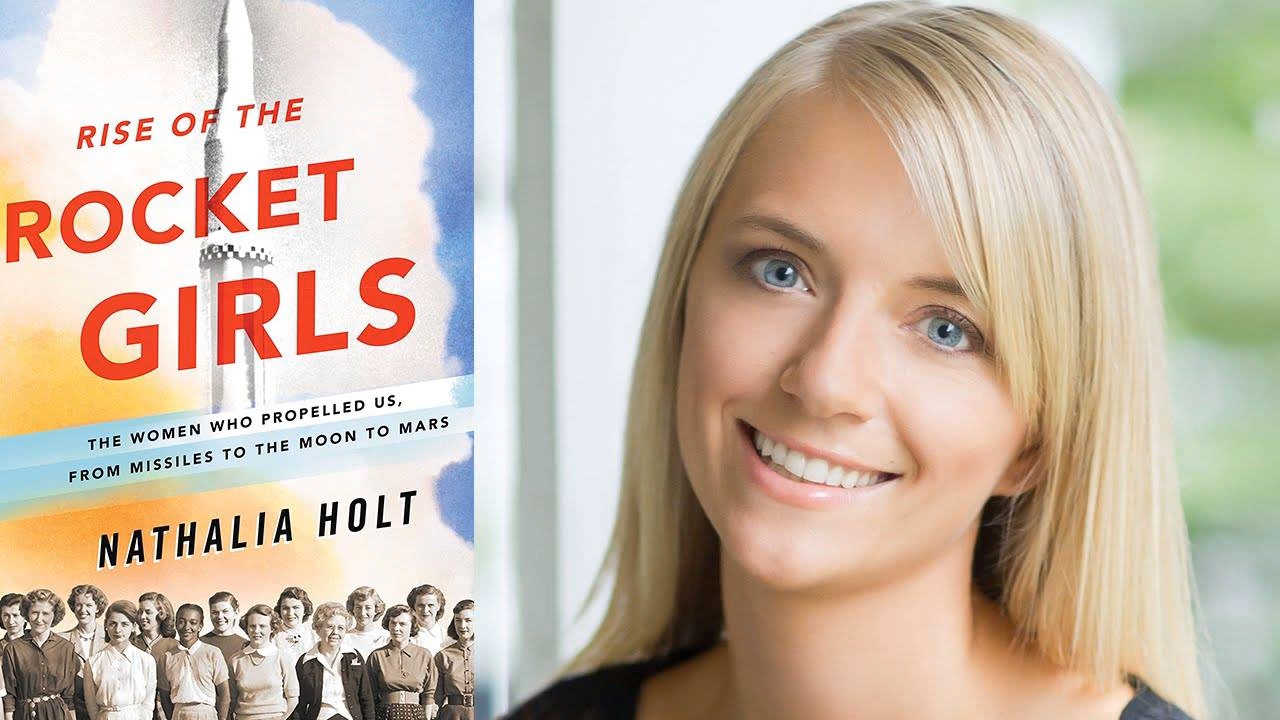 RISE OF THE
ROCKET
GIRLS
THE WOMEN WHO PROPELLED US,
FROM MISSILES TO THE MOON TO MARS
NATHALIA HOLT